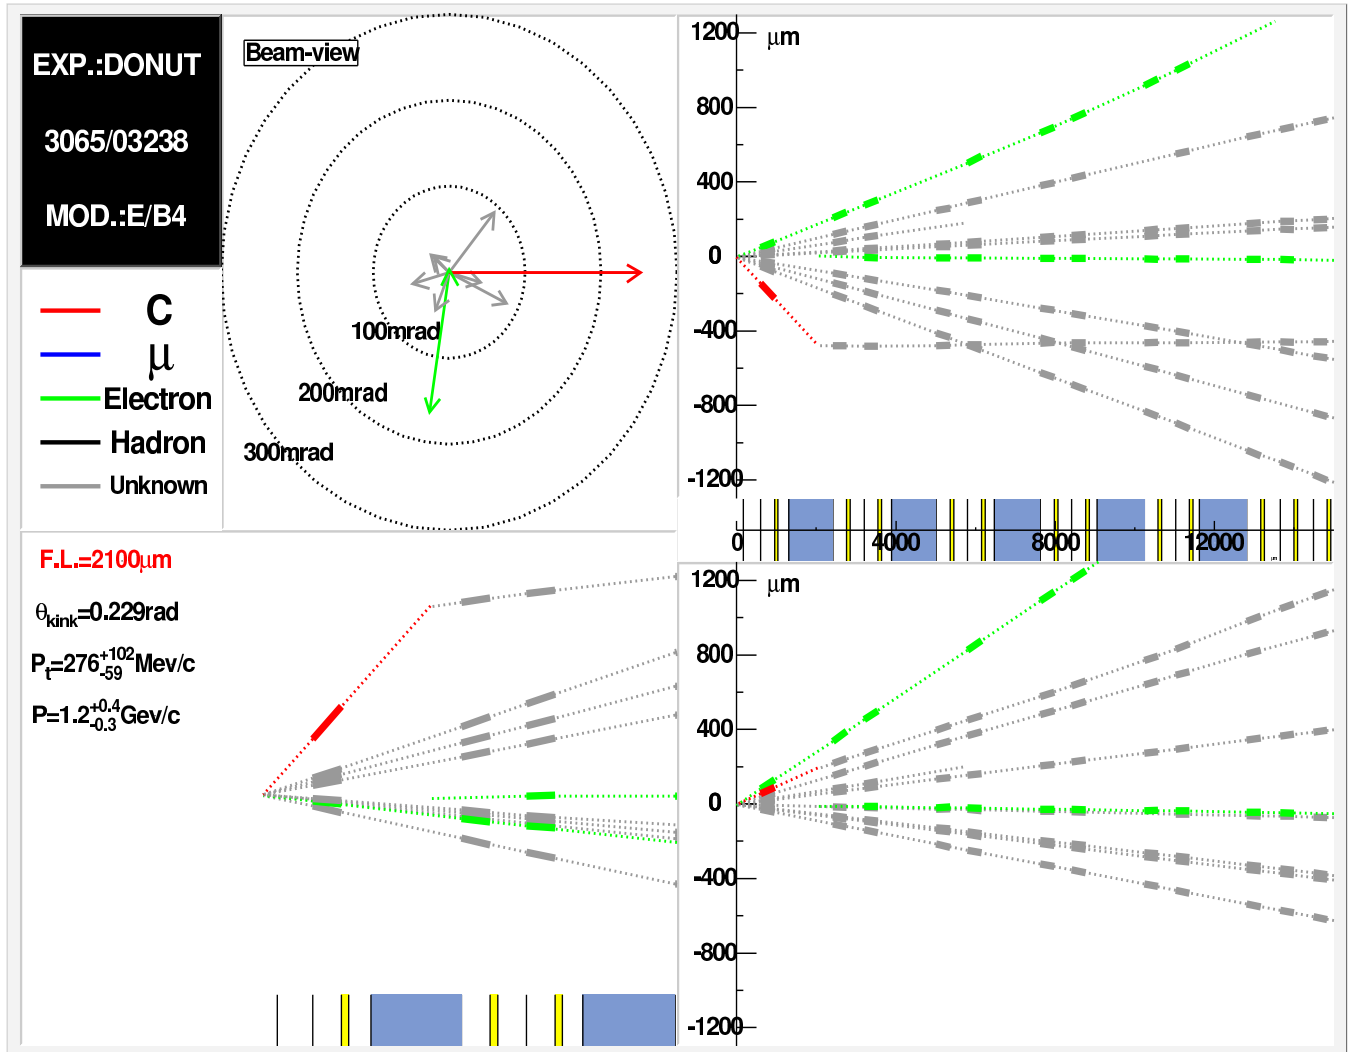 EXP.:DONUT
3065/03238
MOD.:E/B4
C
μ
Electron
Hadron
Unknown
Beam-view
100mrad
200mrad
300mrad
1200
μm
800
400
0
-400
-800
-1200
0
4000
8000
12000
μm
F.L.=2100μm
θkink=0.229rad
Pt=276+102-59Mev/c
P=1.2+0.4-0.3Gev/c
1200
μm
800
400
0
-400
-800
-1200